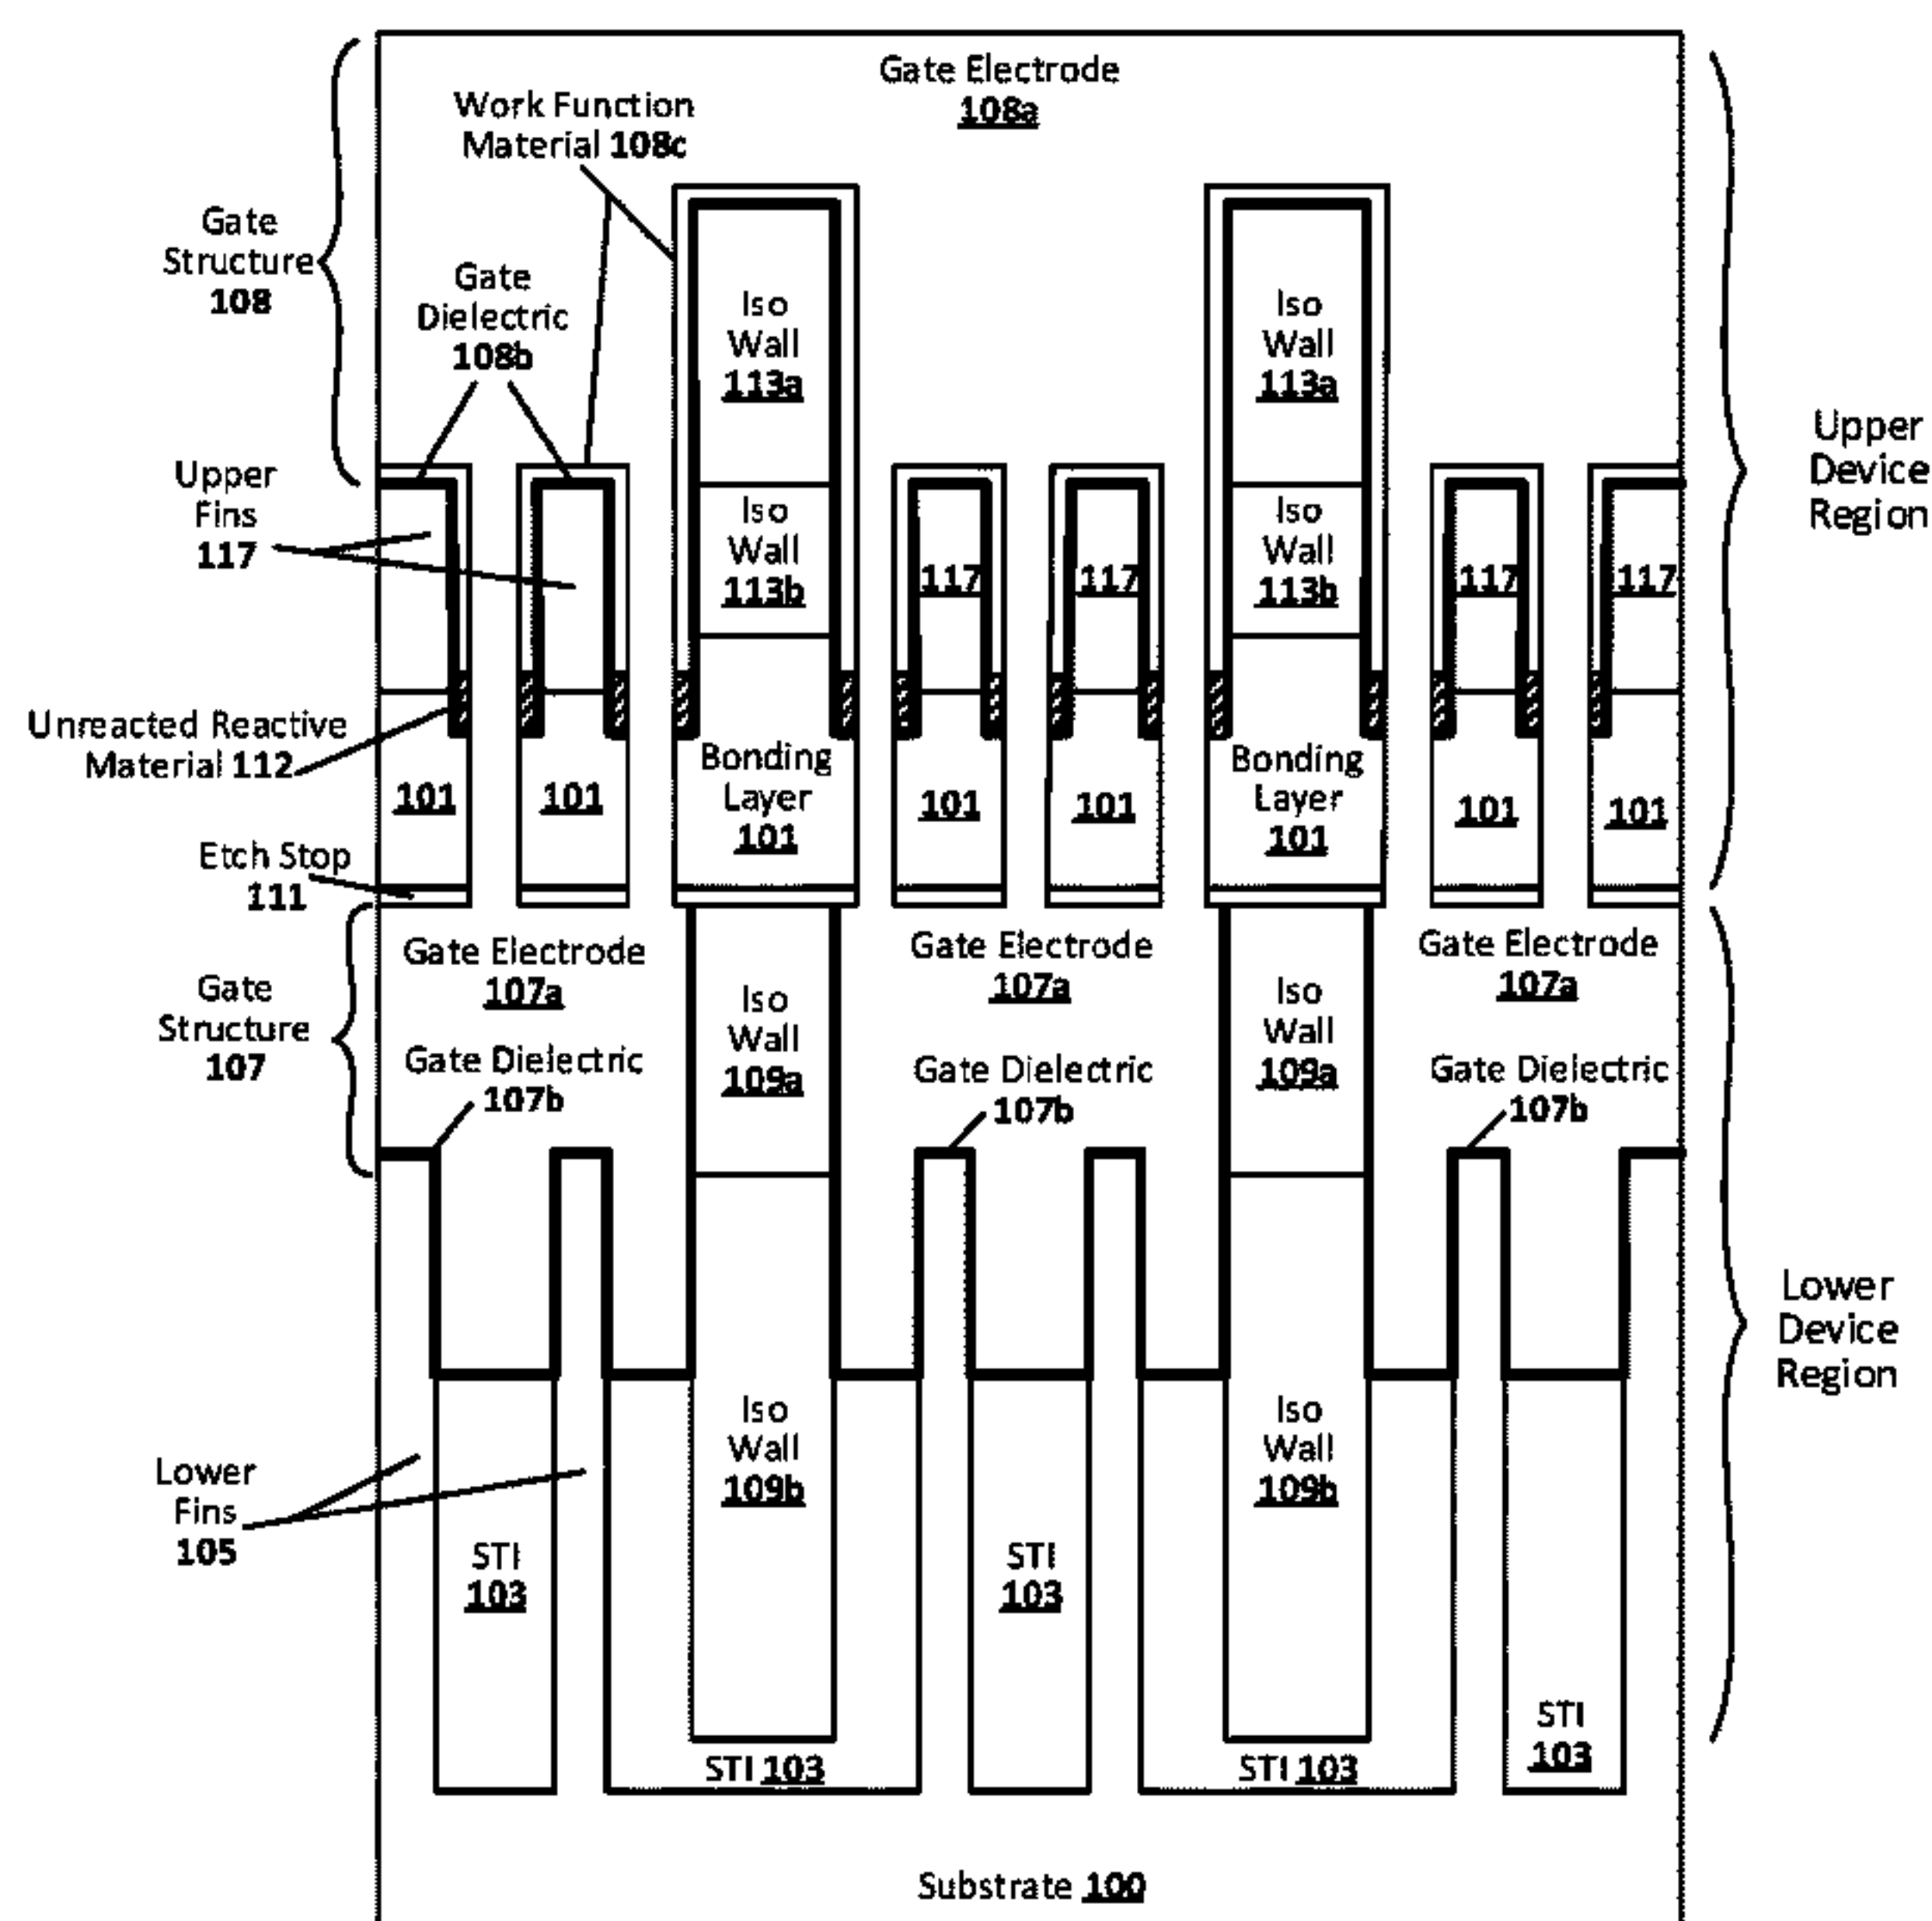 Gate Electrode
108a
Work Function
Material 108c
Gate
Structure
108
Gate
Dielectric
108b
Iso
Wall
113a
Iso
Wall
113a
Upper
Device
Region
Upper
Fins
117
Iso
Wall
113b
117
117
Iso
Wall
113b
117
117
Unreacted Reactive
Material 112
101
101
Bonding
Layer
101
101
101
Bonding
Layer
101
101
101
Etch Stop
111
Gate Electrode
107a
Gate Electrode
107a
Gate Electrode
107a
Gate
Structure
107
Iso
Wall
109a
Iso
Wall
109a
Gate Dielectric
107b
Gate Dielectric
107b
Gate Dielectric
107b
Lower
Device
Region
Lower
Fins
105
Iso
Wall
109b
Iso
Wall
109b
STI
103
STI
103
STI
103
STI 103
STI 103
Substrate 100